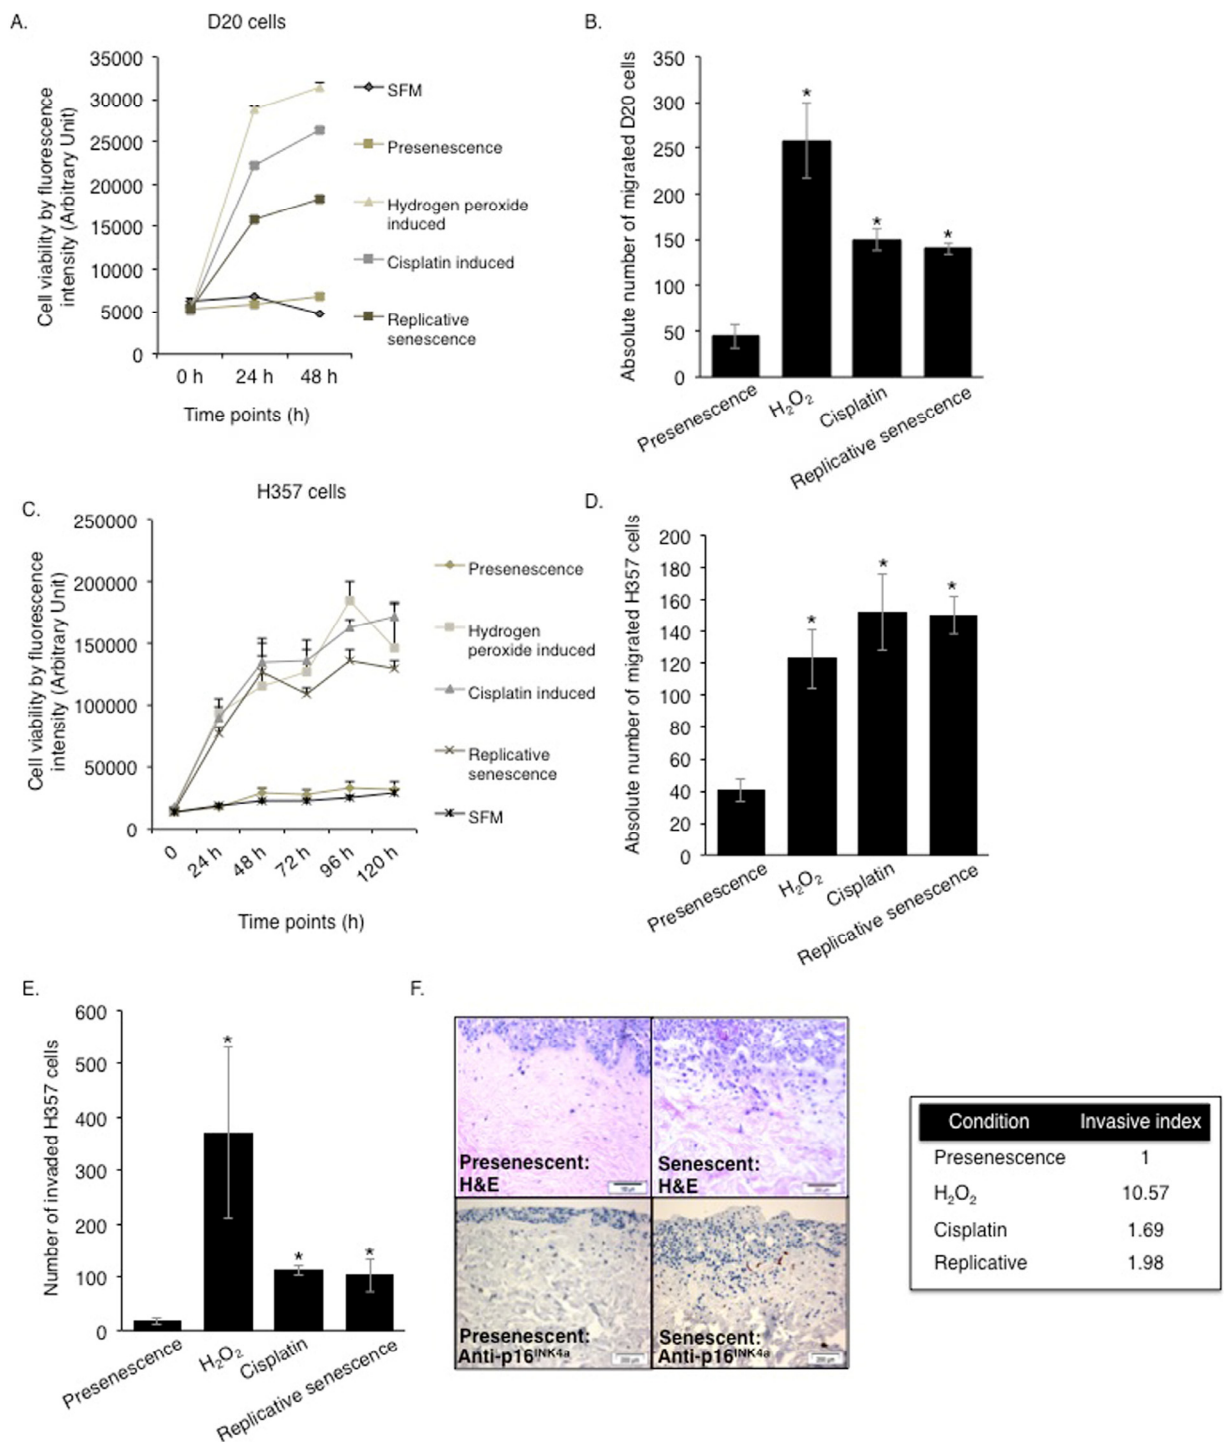 A.
D20 cells
Cell viability by fluorescence
intensity (Arbitrary Unit)
35000
30000
25000
20000
15000
10000
5000
0
0 h
24 h
48 h
Time points (h)
SFM
Presenescence
Hydrogen peroxide
induced
Cisplatin induced
Replicative
senescence
B.
Absolute number of migrated D20 cells
350
300
250
200
150
100
50
0
*
*
*
Presenescence
H₂O₂
Cisplatin
Replicative senescence
C.
H357 cells
Cell viability by fluorescence
intensity (Arbitrary Unit)
250000
200000
150000
100000
50000
0
0
24 h
48 h
72 h
96 h
120 h
Time points (h)
Presenescence
Hydrogen
peroxide induced
Cisplatin induced
Replicative
senescence
SFM
D.
Absolute number of migrated H357 cells
200
180
160
140
120
100
80
60
40
20
0
*
*
*
Presenescence
H₂O₂
Cisplatin
Replicative senescence
E.
Number of invaded H357 cells
600
500
400
300
200
100
0
*
*
*
Presenescence
H₂O₂
Cisplatin
Replicative senescence
F.
Presenescent:
H&E
Senescent:
H&E
Presenescent:
Anti-p16ᴵᴺᴷ⁴ᵃ
Senescent:
Anti-p16ᴵᴺᴷ⁴ᵃ
Condition Invasive index
Presenescence 1
H₂O₂ 10.57
Cisplatin 1.69
Replicative 1.98